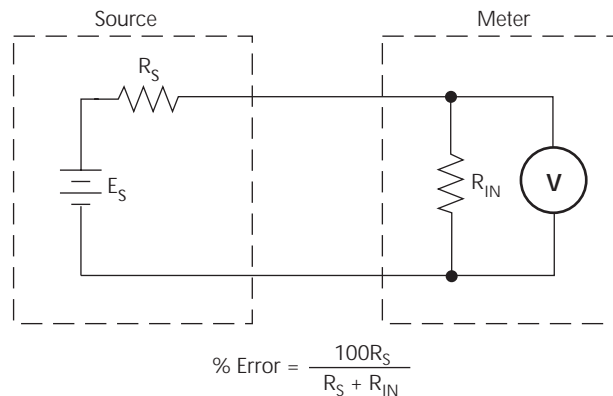 Source
Meter
R_S
E_S
R_IN
V
% Error = 100R_S / (R_S + R_IN)